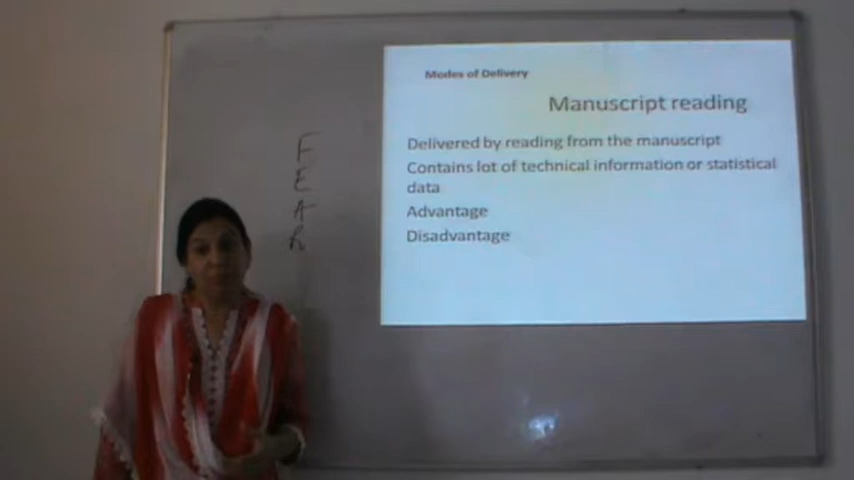 Modes of Delivery
Manuscript reading
Delivered by reading from the manuscript
Contains lot of technical information or statistical
data
Advantage
Disadvantage
F
E
A
R